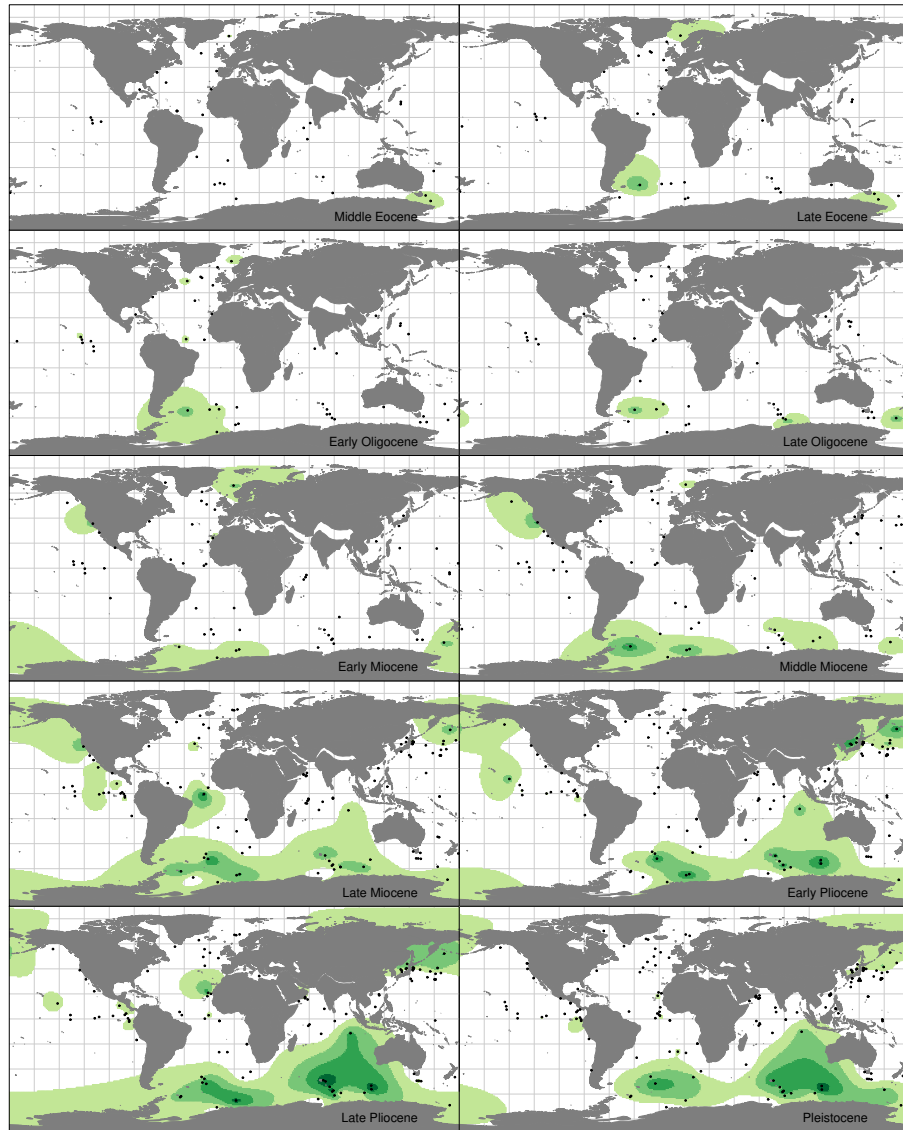 Middle Eocene
Late Eocene
Early Oligocene
Late Oligocene
Early Miocene
Middle Miocene
Late Miocene
Early Pliocene
Late Pliocene
Pleistocene